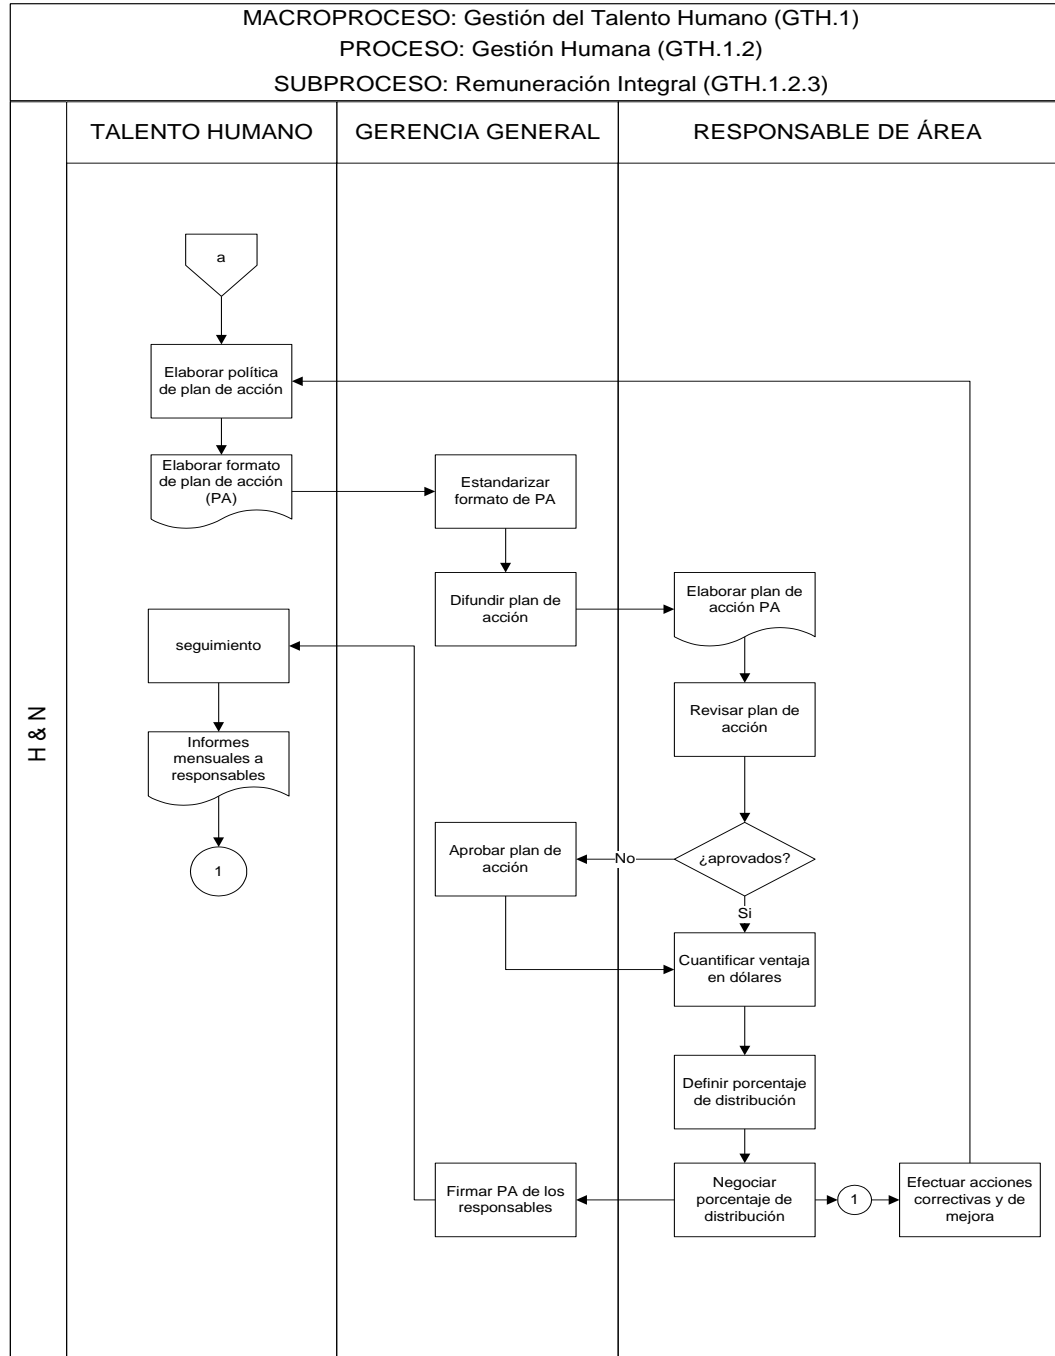 MACROPROCESO: Gestión del Talento Humano (GTH.1)
PROCESO: Gestión Humana (GTH.1.2)
SUBPROCESO: Remuneración Integral (GTH.1.2.3)
TALENTO HUMANO
GERENCIA GENERAL
RESPONSABLE DE ÁREA
H & N
a
Elaborar política
de plan de acción
Elaborar formato
de plan de acción
(PA)
Estandarizar
formato de PA
Difundir plan de
acción
Elaborar plan de
acción PA
seguimiento
Revisar plan de
acción
Informes
mensuales a
responsables
1
Aprobar plan de
acción
No
¿aprovados?
Si
Cuantificar ventaja
en dólares
Definir porcentaje
de distribución
Firmar PA de los
responsables
Negociar
porcentaje de
distribución
1
Efectuar acciones
correctivas y de
mejora